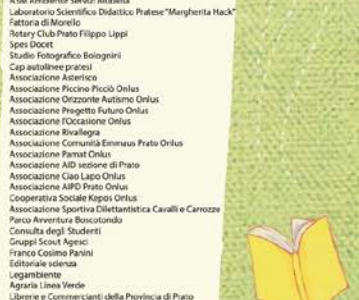 ASM Ambiente Servizi Mobilità
Laboratorio Scientifico Didattico Pratese "Margherita Hack"
Fattoria di Morello
Rotary Club Prato Filippo Lippi
Spes Docet
Studio Fotografico Bolognini
Cap autolinee pratesi
Associazione Asterisco
Associazione Piccino Picciò Onlus
Associazione Orizzonte Autismo Onlus
Associazione Progetto Futuro Onlus
Associazione l'Occasione Onlus
Associazione Rivallegra
Associazione Comunità Emmaus Prato Onlus
Associazione Pamat Onlus
Associazione AID sezione di Prato
Associazione Ciao Lapo Onlus
Associazione AIPD Prato Onlus
Cooperativa Sociale Kepos Onlus
Associazione Sportiva Dilettantistica Cavalli e Carrozze
Parco Avventura Boscotondo
Consulta degli Studenti
Gruppi Scout Agesci
Franco Cosimo Panini
Editoriale scienza
Legambiente
Agraria Linea Verde
Librerie e Commercianti della Provincia di Prato